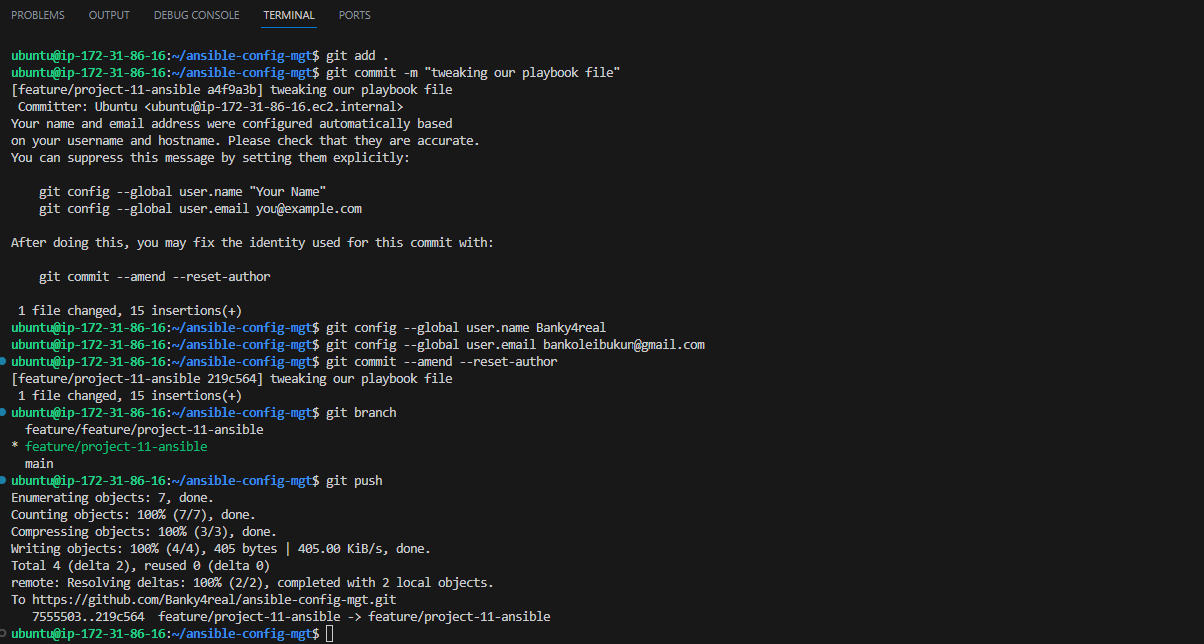 PROBLEMS OUTPUT DEBUG CONSOLE TERMINAL PORTS
ubuntu@ip-172-31-86-16:~/ansible-config-mgt$ git add .
ubuntu@ip-172-31-86-16:~/ansible-config-mgt$ git commit -m "tweaking our playbook file"
[feature/project-11-ansible a4f9a3b] tweaking our playbook file
 Committer: Ubuntu <ubuntu@ip-172-31-86-16.ec2.internal>
Your name and email address were configured automatically based
on your username and hostname. Please check that they are accurate.
You can suppress this message by setting them explicitly:
    git config --global user.name "Your Name"
    git config --global user.email you@example.com
After doing this, you may fix the identity used for this commit with:
    git commit --amend --reset-author
 1 file changed, 15 insertions(+)
ubuntu@ip-172-31-86-16:~/ansible-config-mgt$ git config --global user.name Banky4real
ubuntu@ip-172-31-86-16:~/ansible-config-mgt$ git config --global user.email bankoleibukun@gmail.com
ubuntu@ip-172-31-86-16:~/ansible-config-mgt$ git commit --amend --reset-author
[feature/project-11-ansible 219c564] tweaking our playbook file
 1 file changed, 15 insertions(+)
ubuntu@ip-172-31-86-16:~/ansible-config-mgt$ git branch
  feature/feature/project-11-ansible
* feature/project-11-ansible
  main
ubuntu@ip-172-31-86-16:~/ansible-config-mgt$ git push
Enumerating objects: 7, done.
Counting objects: 100% (7/7), done.
Compressing objects: 100% (3/3), done.
Writing objects: 100% (4/4), 405 bytes | 405.00 KiB/s, done.
Total 4 (delta 2), reused 0 (delta 0)
remote: Resolving deltas: 100% (2/2), completed with 2 local objects.
To https://github.com/Banky4real/ansible-config-mgt.git
   7555503..219c564  feature/project-11-ansible -> feature/project-11-ansible
ubuntu@ip-172-31-86-16:~/ansible-config-mgt$